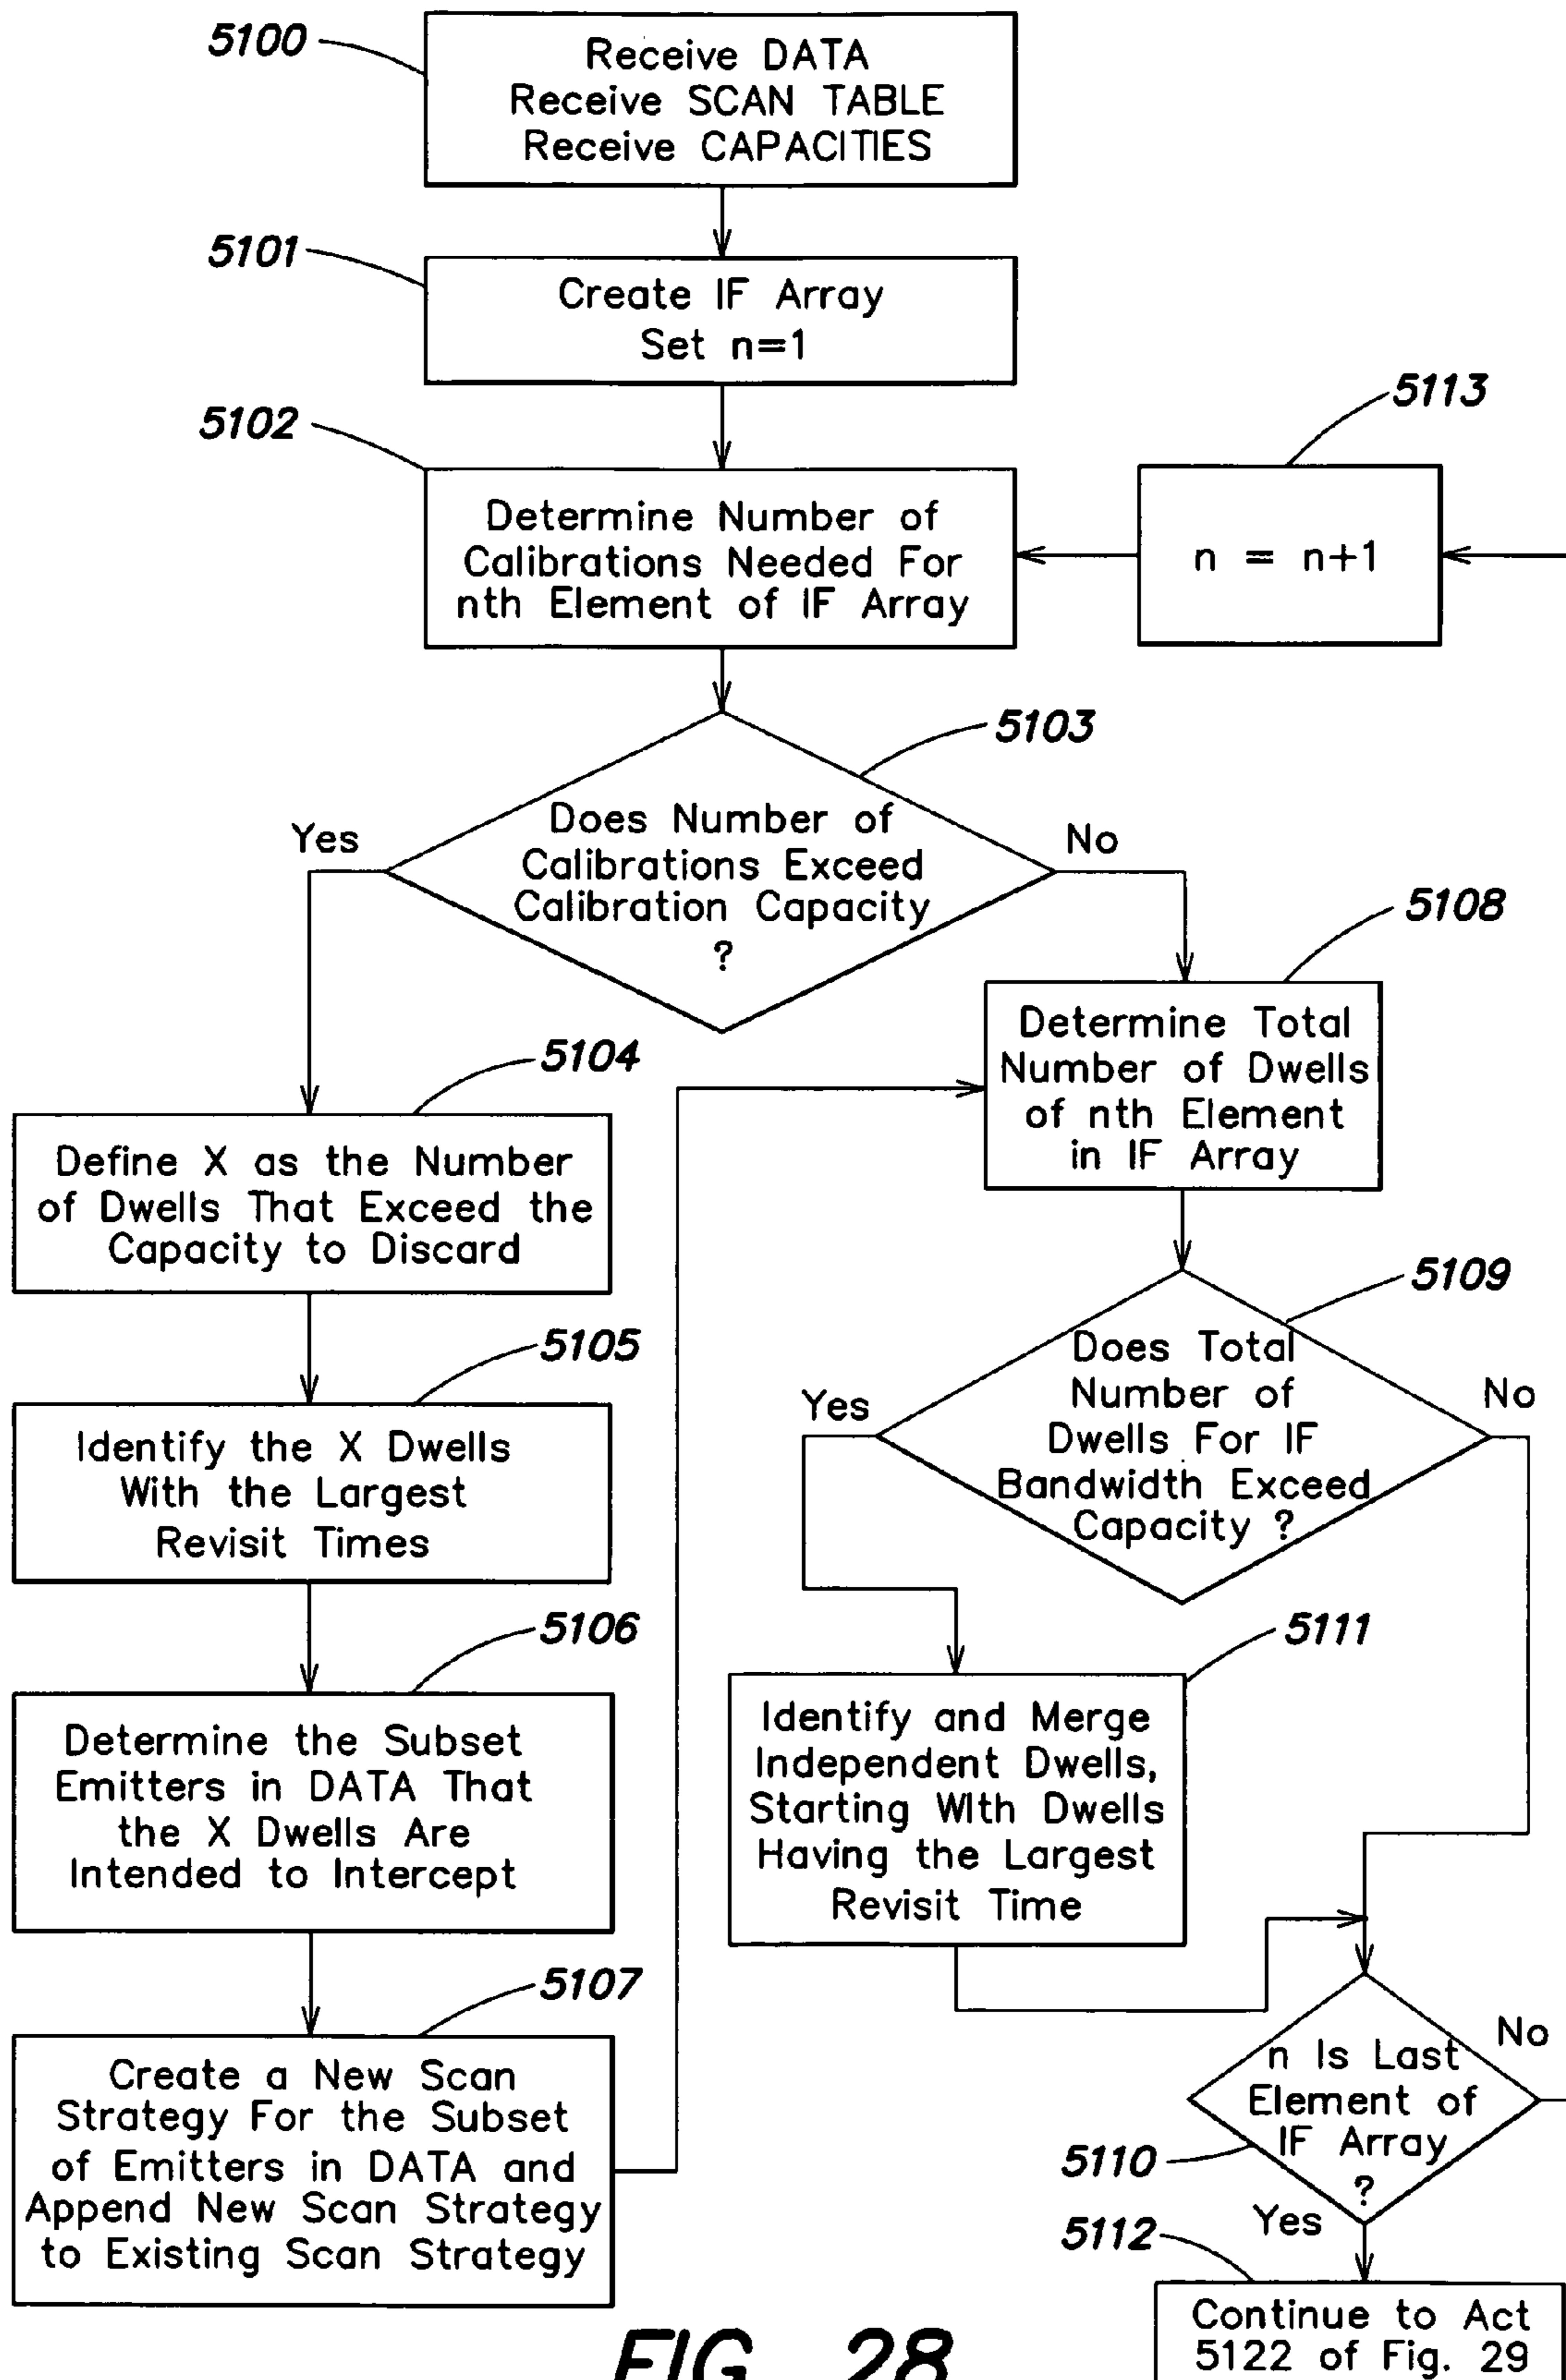 5100
Receive DATA
Receive SCAN TABLE
Receive CAPACITIES
5101
Create IF Array
Set n=1
5102
Determine Number of
Calibrations Needed For
nth Element of IF Array
5113
n = n+1
5103
Does Number of
Calibrations Exceed
Calibration Capacity
?
Yes
No
5104
Define X as the Number
of Dwells That Exceed the
Capacity to Discard
5105
Identify the X Dwells
With the Largest
Revisit Times
5106
Determine the Subset
Emitters in DATA That
the X Dwells Are
Intended to Intercept
5107
Create a New Scan
Strategy For the Subset
of Emitters in DATA and
Append New Scan Strategy
to Existing Scan Strategy
5108
Determine Total
Number of Dwells
of nth Element
in IF Array
5109
Does Total
Number of
Dwells For IF
Bandwidth Exceed
Capacity ?
Yes
No
5111
Identify and Merge
Independent Dwells,
Starting WIth Dwells
Having the Largest
Revisit Time
5110
n Is Last
Element of
IF Array
?
No
Yes
5112
Continue to Act
5122 of Fig. 29
FIG. 28